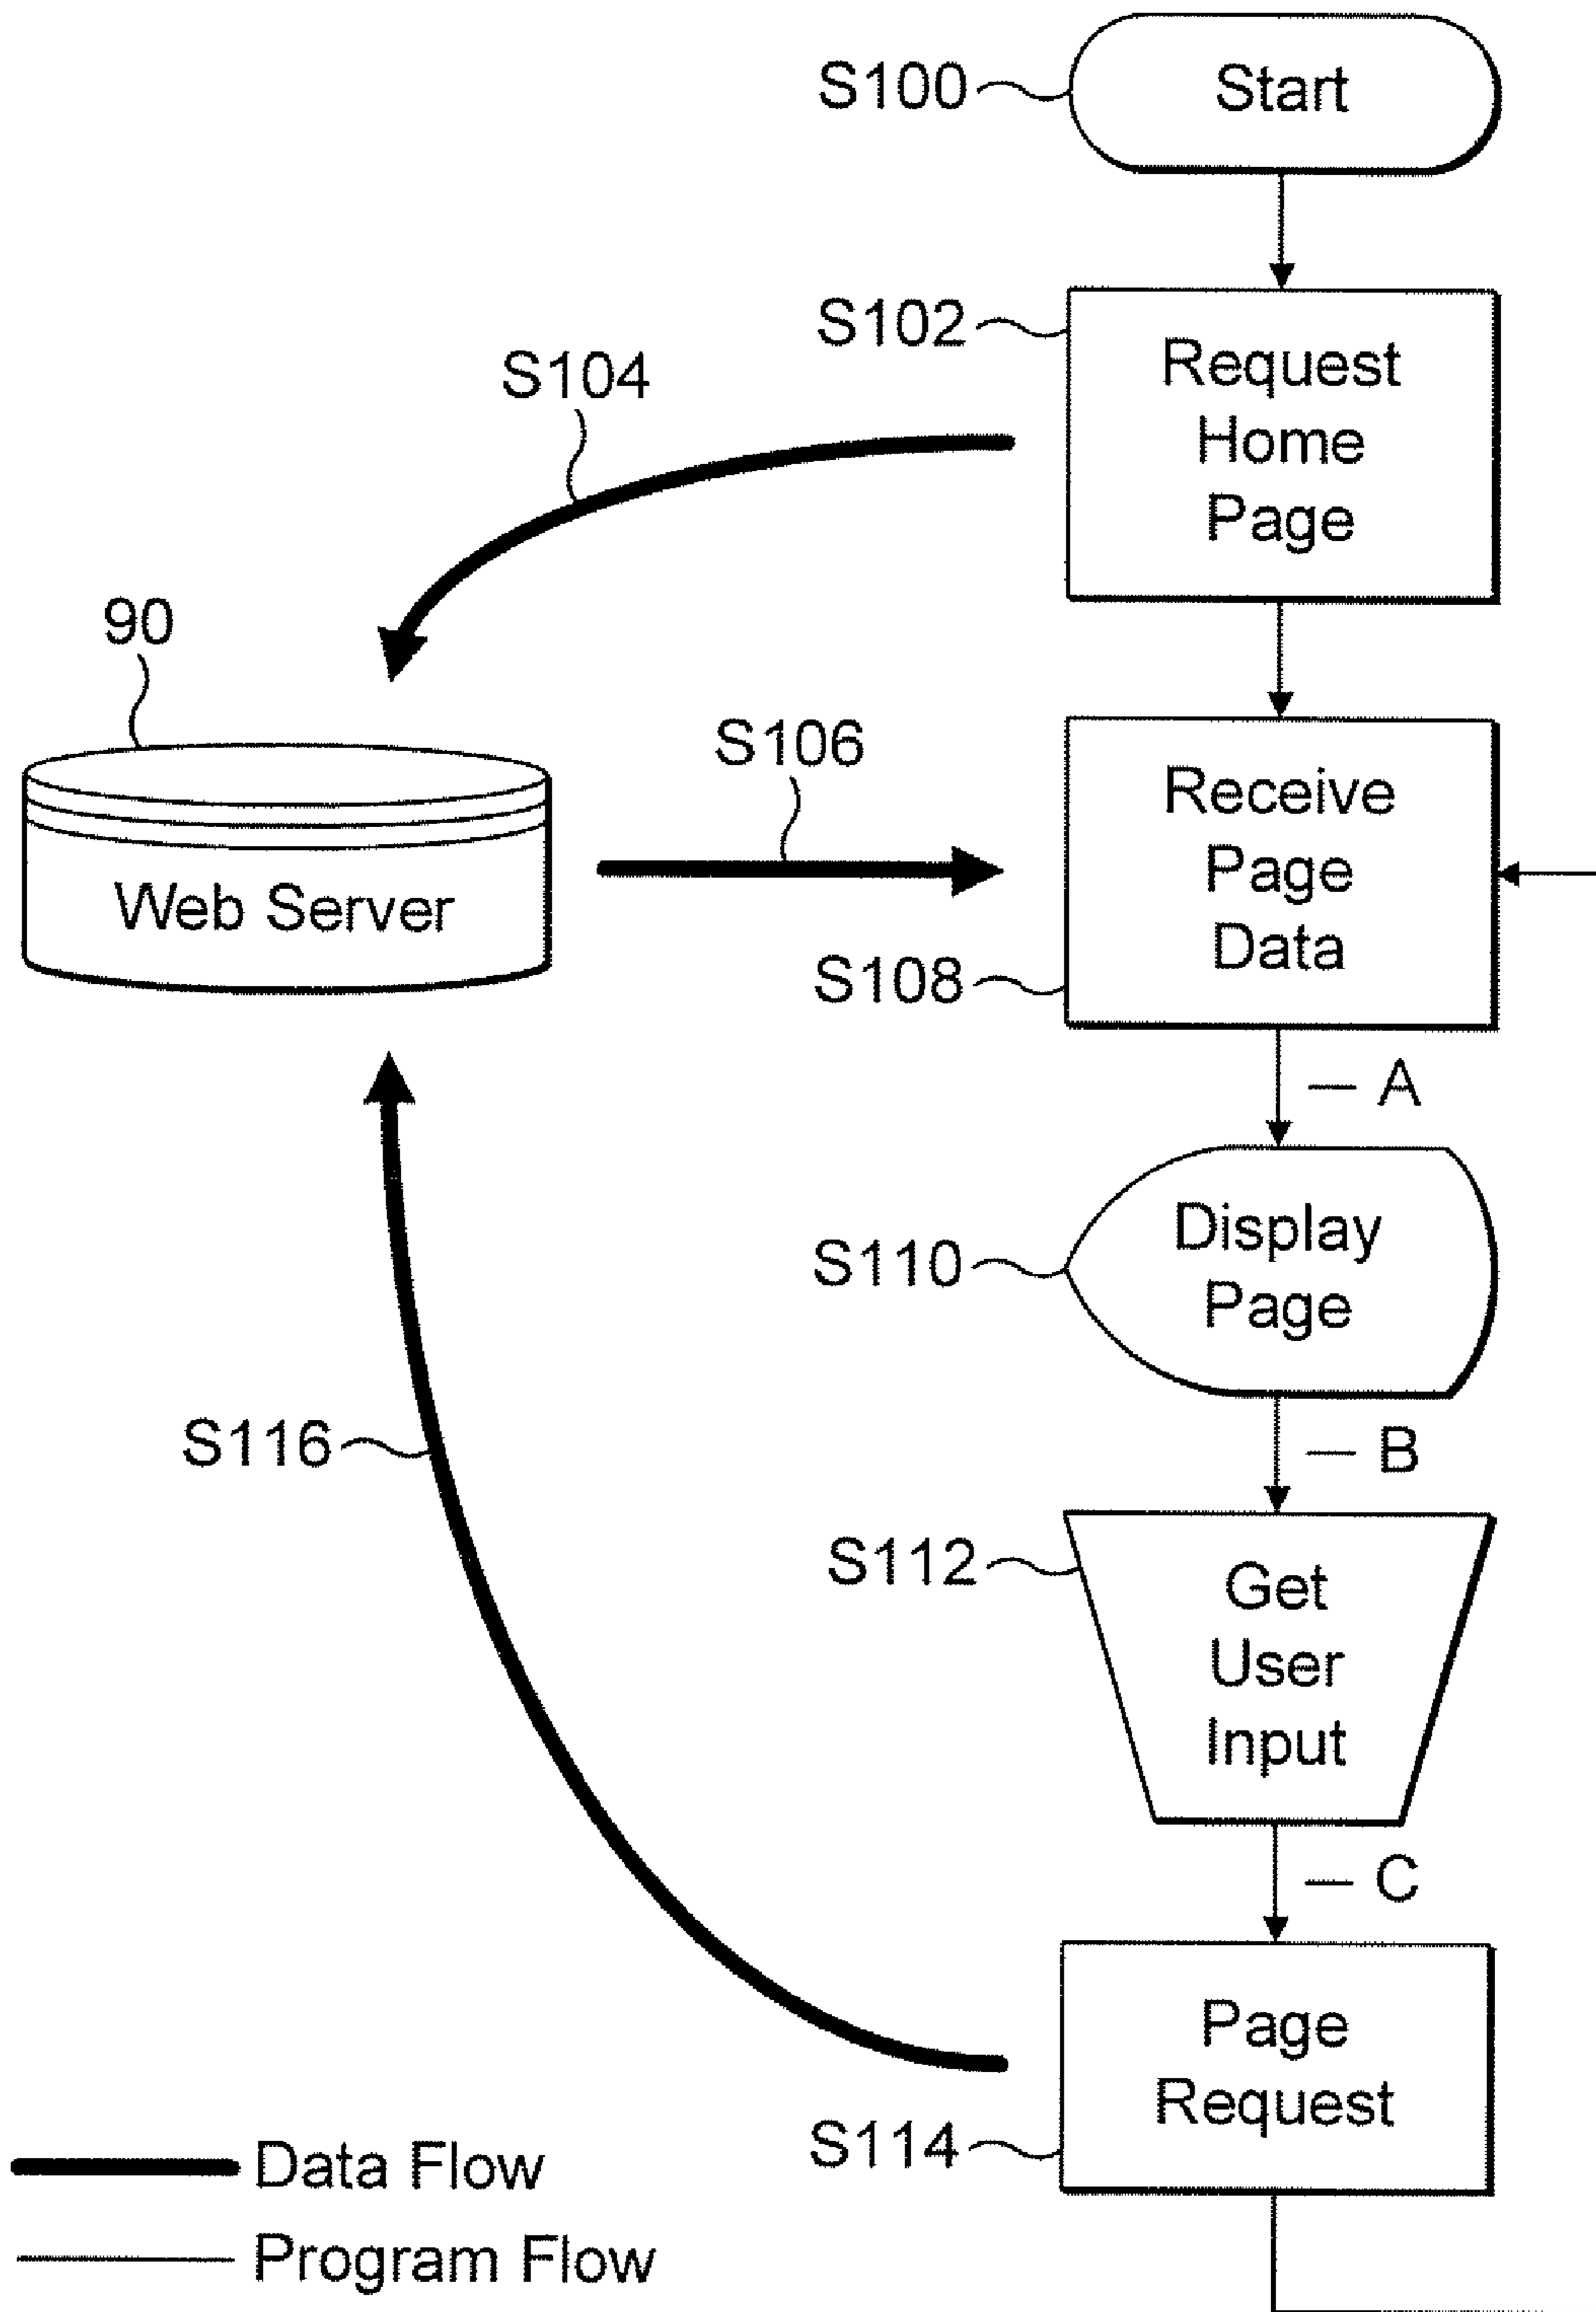 S100
Start
S102
Request
Home
Page
S104
90
Web Server
S106
Receive
Page
Data
S108
— A
S110
Display
Page
— B
S112
Get
User
Input
— C
S116
Page
Request
S114
Data Flow
Program Flow